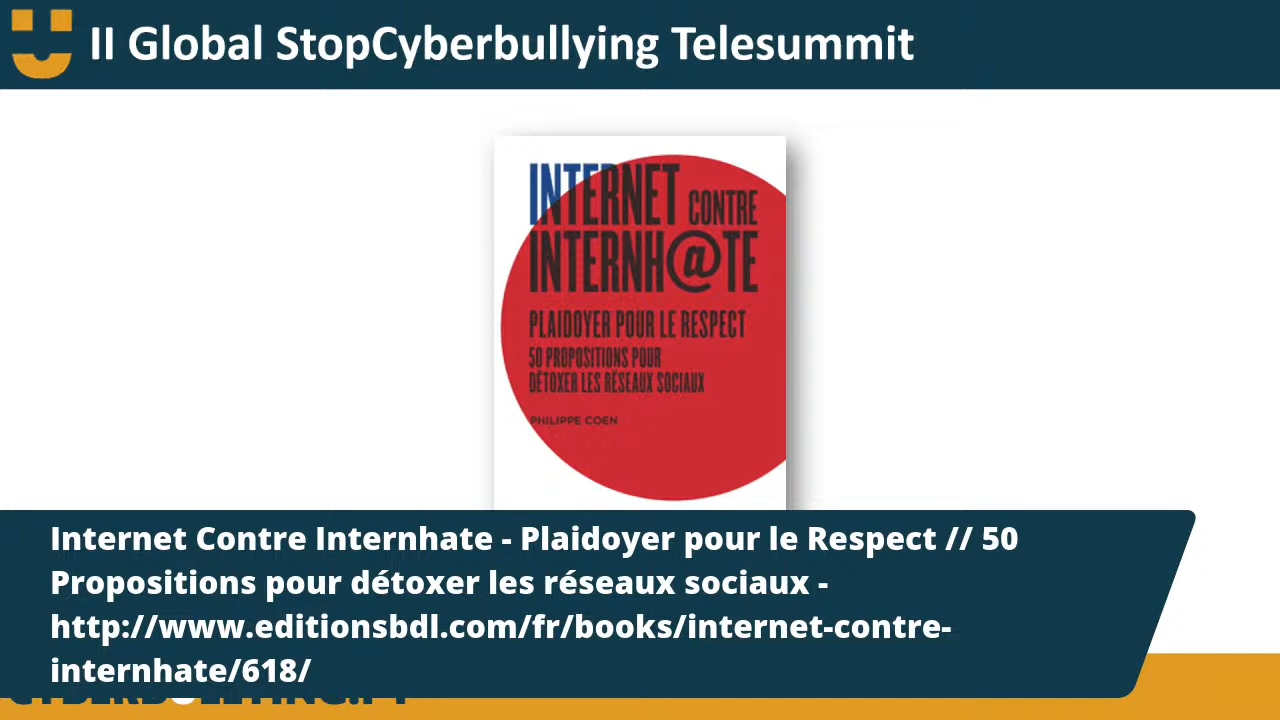 II Global StopCyberbullying Telesummit
INTERNET CONTRE
INTERNH@TE
PLAIDOYER POUR LE RESPECT
50 PROPOSITIONS POUR
DÉTOXER LES RÉSEAUX SOCIAUX
PHILIPPE COEN
Internet Contre Internhate - Plaidoyer pour le Respect // 50
Propositions pour détoxer les réseaux sociaux -
http://www.editionsbdl.com/fr/books/internet-contre-
internhate/618/